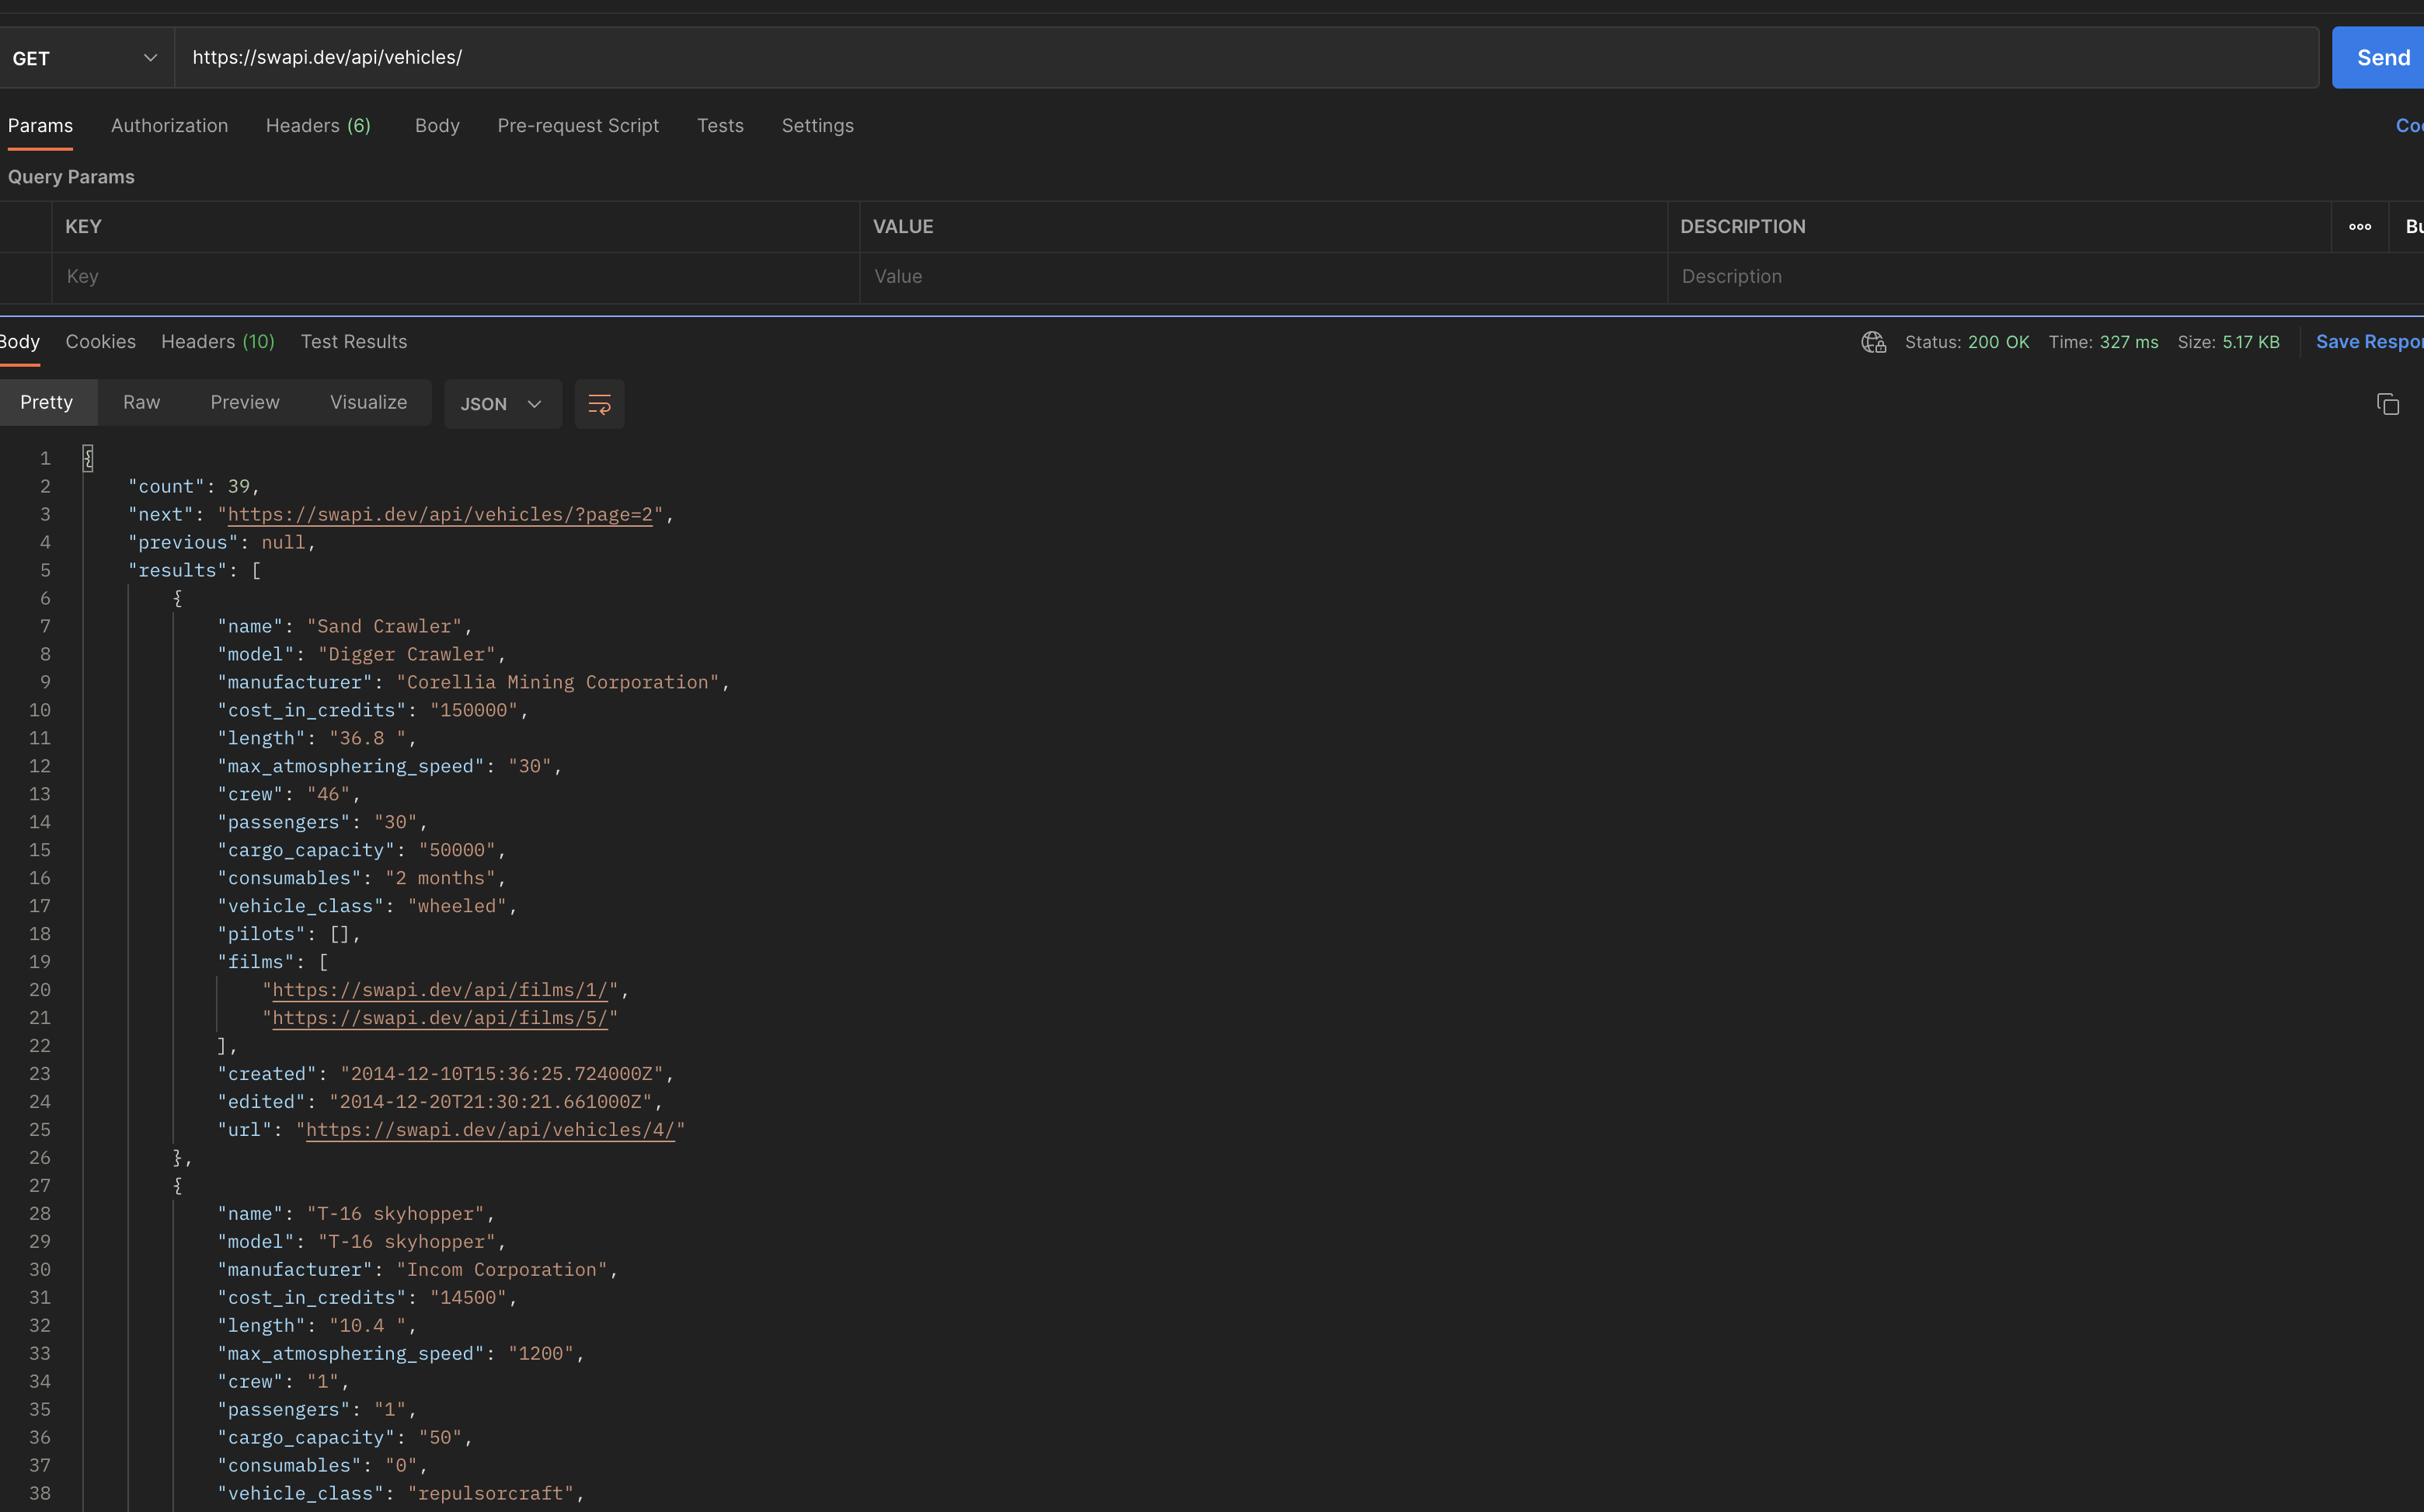 GET https://swapi.dev/api/vehicles/ Send
Params Authorization Headers (6) Body Pre-request Script Tests Settings
Query Params
KEY VALUE DESCRIPTION ooo
Key Value Description
Body Cookies Headers (10) Test Results Status: 200 OK Time: 327 ms Size: 5.17 KB Save Respon
Pretty Raw Preview Visualize JSON
1 {
2 "count": 39,
3 "next": "https://swapi.dev/api/vehicles/?page=2",
4 "previous": null,
5 "results": [
6 {
7 "name": "Sand Crawler",
8 "model": "Digger Crawler",
9 "manufacturer": "Corellia Mining Corporation",
10 "cost_in_credits": "150000",
11 "length": "36.8 ",
12 "max_atmosphering_speed": "30",
13 "crew": "46",
14 "passengers": "30",
15 "cargo_capacity": "50000",
16 "consumables": "2 months",
17 "vehicle_class": "wheeled",
18 "pilots": [],
19 "films": [
20 "https://swapi.dev/api/films/1/",
21 "https://swapi.dev/api/films/5/"
22 ],
23 "created": "2014-12-10T15:36:25.724000Z",
24 "edited": "2014-12-20T21:30:21.661000Z",
25 "url": "https://swapi.dev/api/vehicles/4/"
26 },
27 {
28 "name": "T-16 skyhopper",
29 "model": "T-16 skyhopper",
30 "manufacturer": "Incom Corporation",
31 "cost_in_credits": "14500",
32 "length": "10.4 ",
33 "max_atmosphering_speed": "1200",
34 "crew": "1",
35 "passengers": "1",
36 "cargo_capacity": "50",
37 "consumables": "0",
38 "vehicle_class": "repulsorcraft",